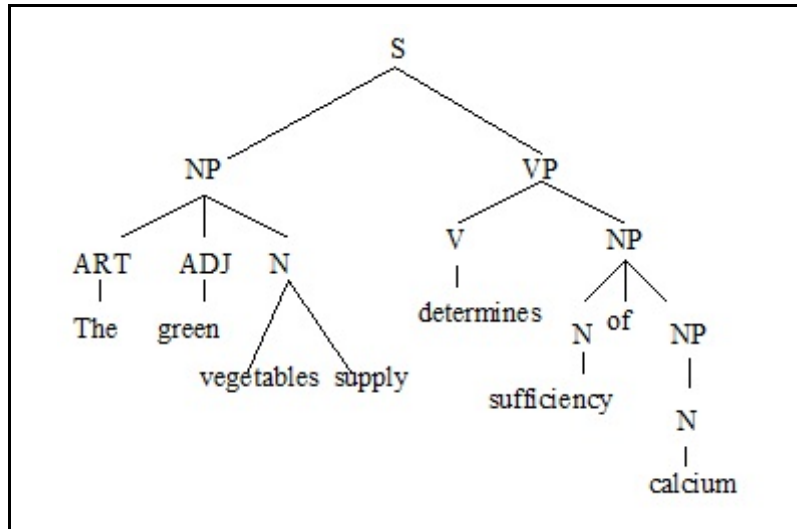 S
NP VP
V NP
ART ADJ N
The green determines N of NP
vegetables supply sufficiency
N
calcium